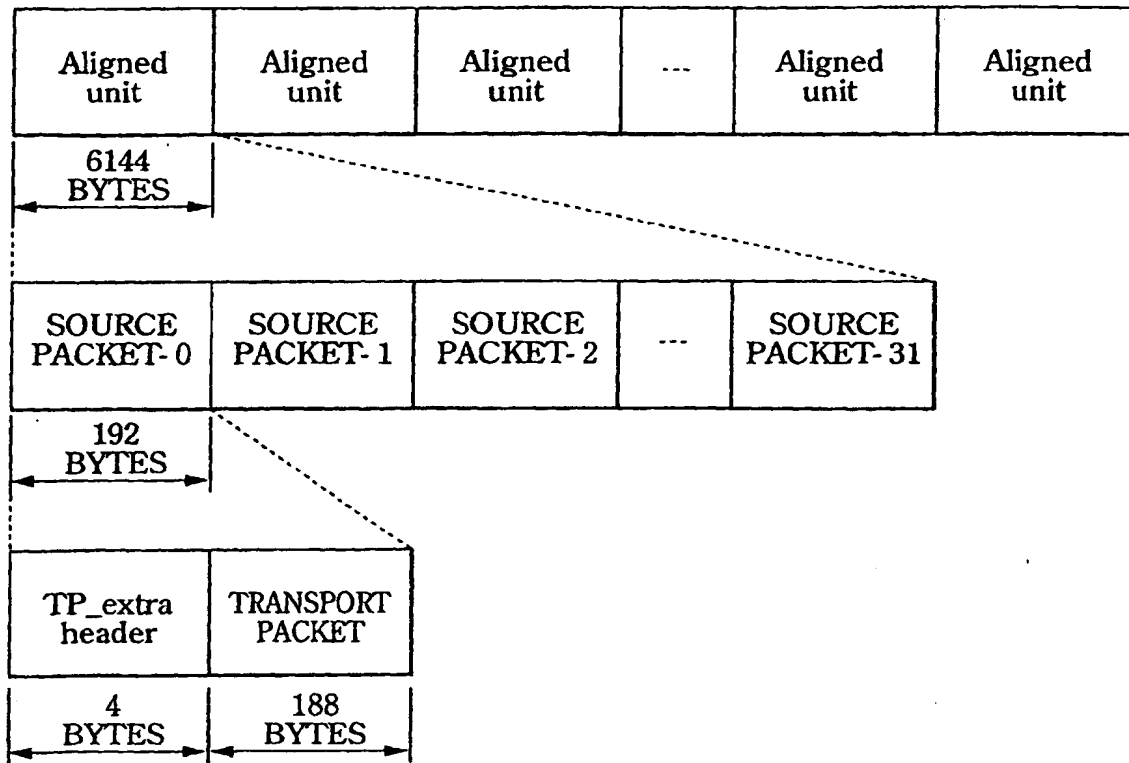 Aligned unit
Aligned unit
Aligned unit
---
Aligned unit
Aligned unit
6144 BYTES
SOURCE PACKET-0
SOURCE PACKET-1
SOURCE PACKET-2
---
SOURCE PACKET-31
192 BYTES
TP_extra header
TRANSPORT PACKET
4 BYTES
188 BYTES